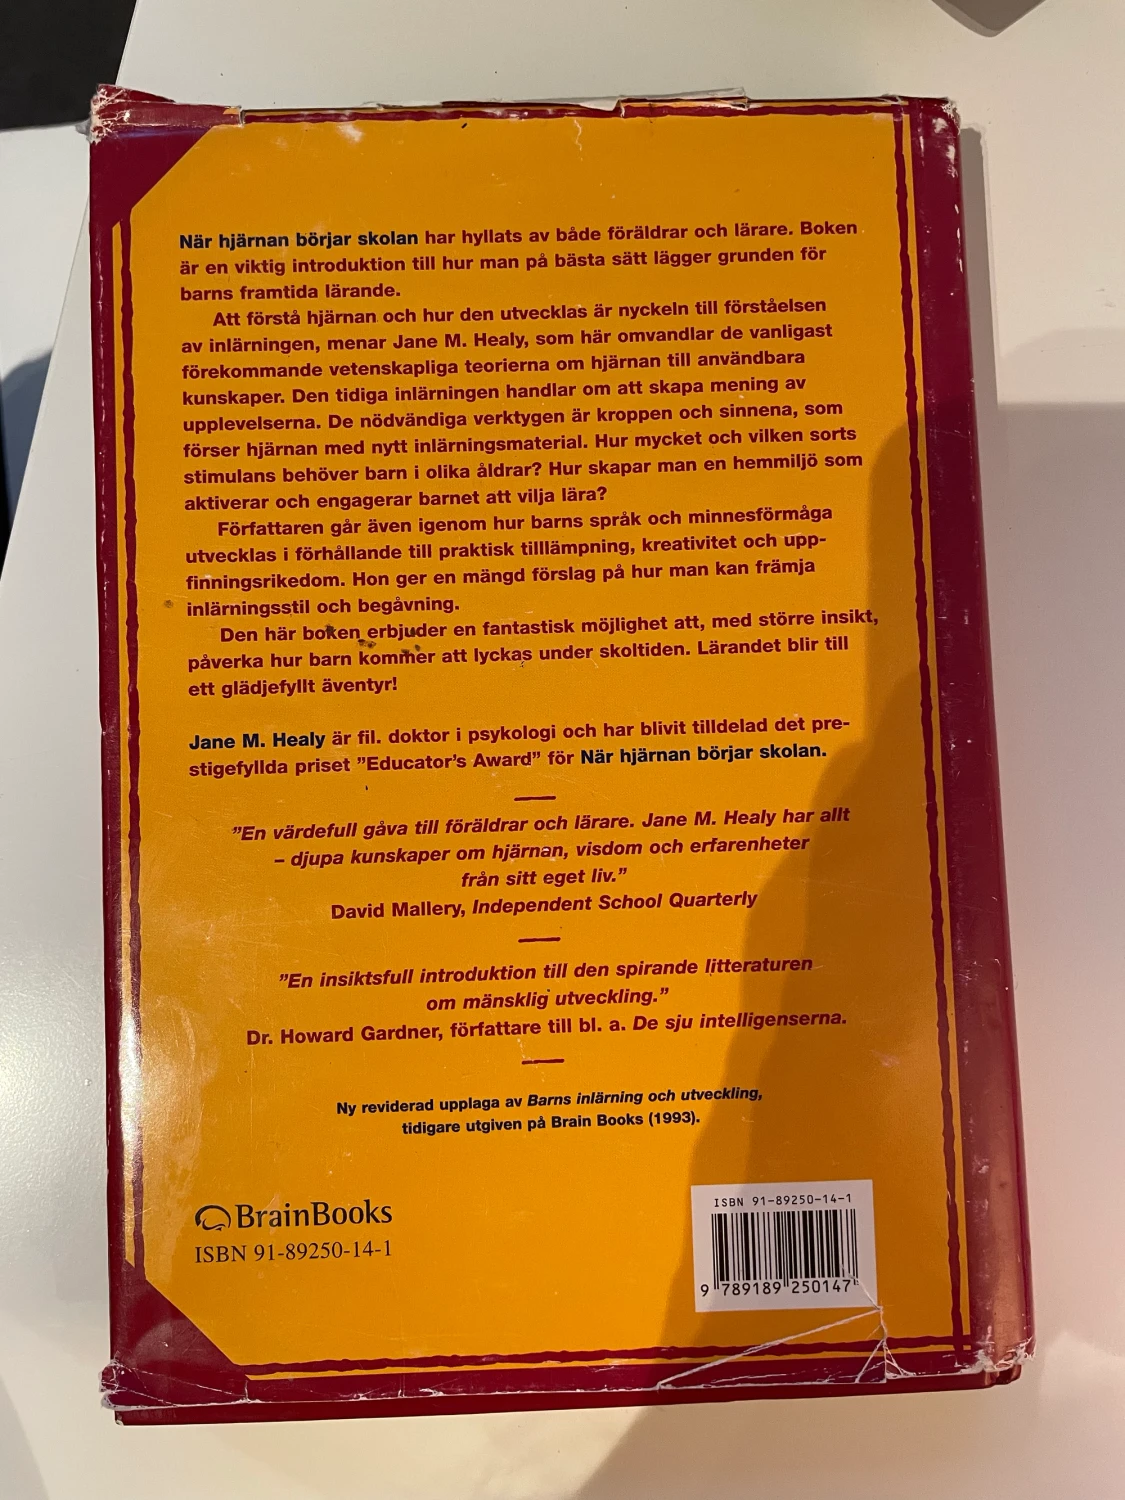 När hjärnan börjar skolan har hyllats av både föräldrar och lärare. Boken
är en viktig introduktion till hur man på bästa sätt lägger grunden för
barns framtida lärande.
Att förstå hjärnan och hur den utvecklas är nyckeln till förståelsen
av inlärningen, menar Jane M. Healy, som här omvandlar de vanligast
förekommande vetenskapliga teorierna om hjärnan till användbara
kunskaper. Den tidiga inlärningen handlar om att skapa mening av
upplevelserna. De nödvändiga verktygen är kroppen och sinnena, som
förser hjärnan med nytt inlärningsmaterial. Hur mycket och vilken sorts
stimulans behöver barn i olika åldrar? Hur skapar man en hemmiljö som
aktiverar och engagerar barnet att vilja lära?
Författaren går även igenom hur barns språk och minnesförmåga
utvecklas i förhållande till praktisk tilllämpning, kreativitet och upp-
finningsrikedom. Hon ger en mängd förslag på hur man kan främja
inlärningsstil och begåvning.
Den här boken erbjuder en fantastisk möjlighet att, med större insikt,
påverka hur barn kommer att lyckas under skoltiden. Lärandet blir till
ett glädjefyllt äventyr!
Jane M. Healy är fil. doktor i psykologi och har blivit tilldelad det pre-
stigefyllda priset ”Educator's Award” för När hjärnan börjar skolan.
”En värdefull gåva till föräldrar och lärare. Jane M. Healy har allt
– djupa kunskaper om hjärnan, visdom och erfarenheter
från sitt eget liv.”
David Mallery, Independent School Quarterly
”En insiktsfull introduktion till den spirande litteraturen
om mänsklig utveckling.”
Dr. Howard Gardner, författare till bl. a. De sju intelligenserna.
Ny reviderad upplaga av Barns inlärning och utveckling,
tidigare utgiven på Brain Books (1993).
BrainBooks
ISBN 91-89250-14-1
ISBN 91-89250-14-1
9 789189 250147